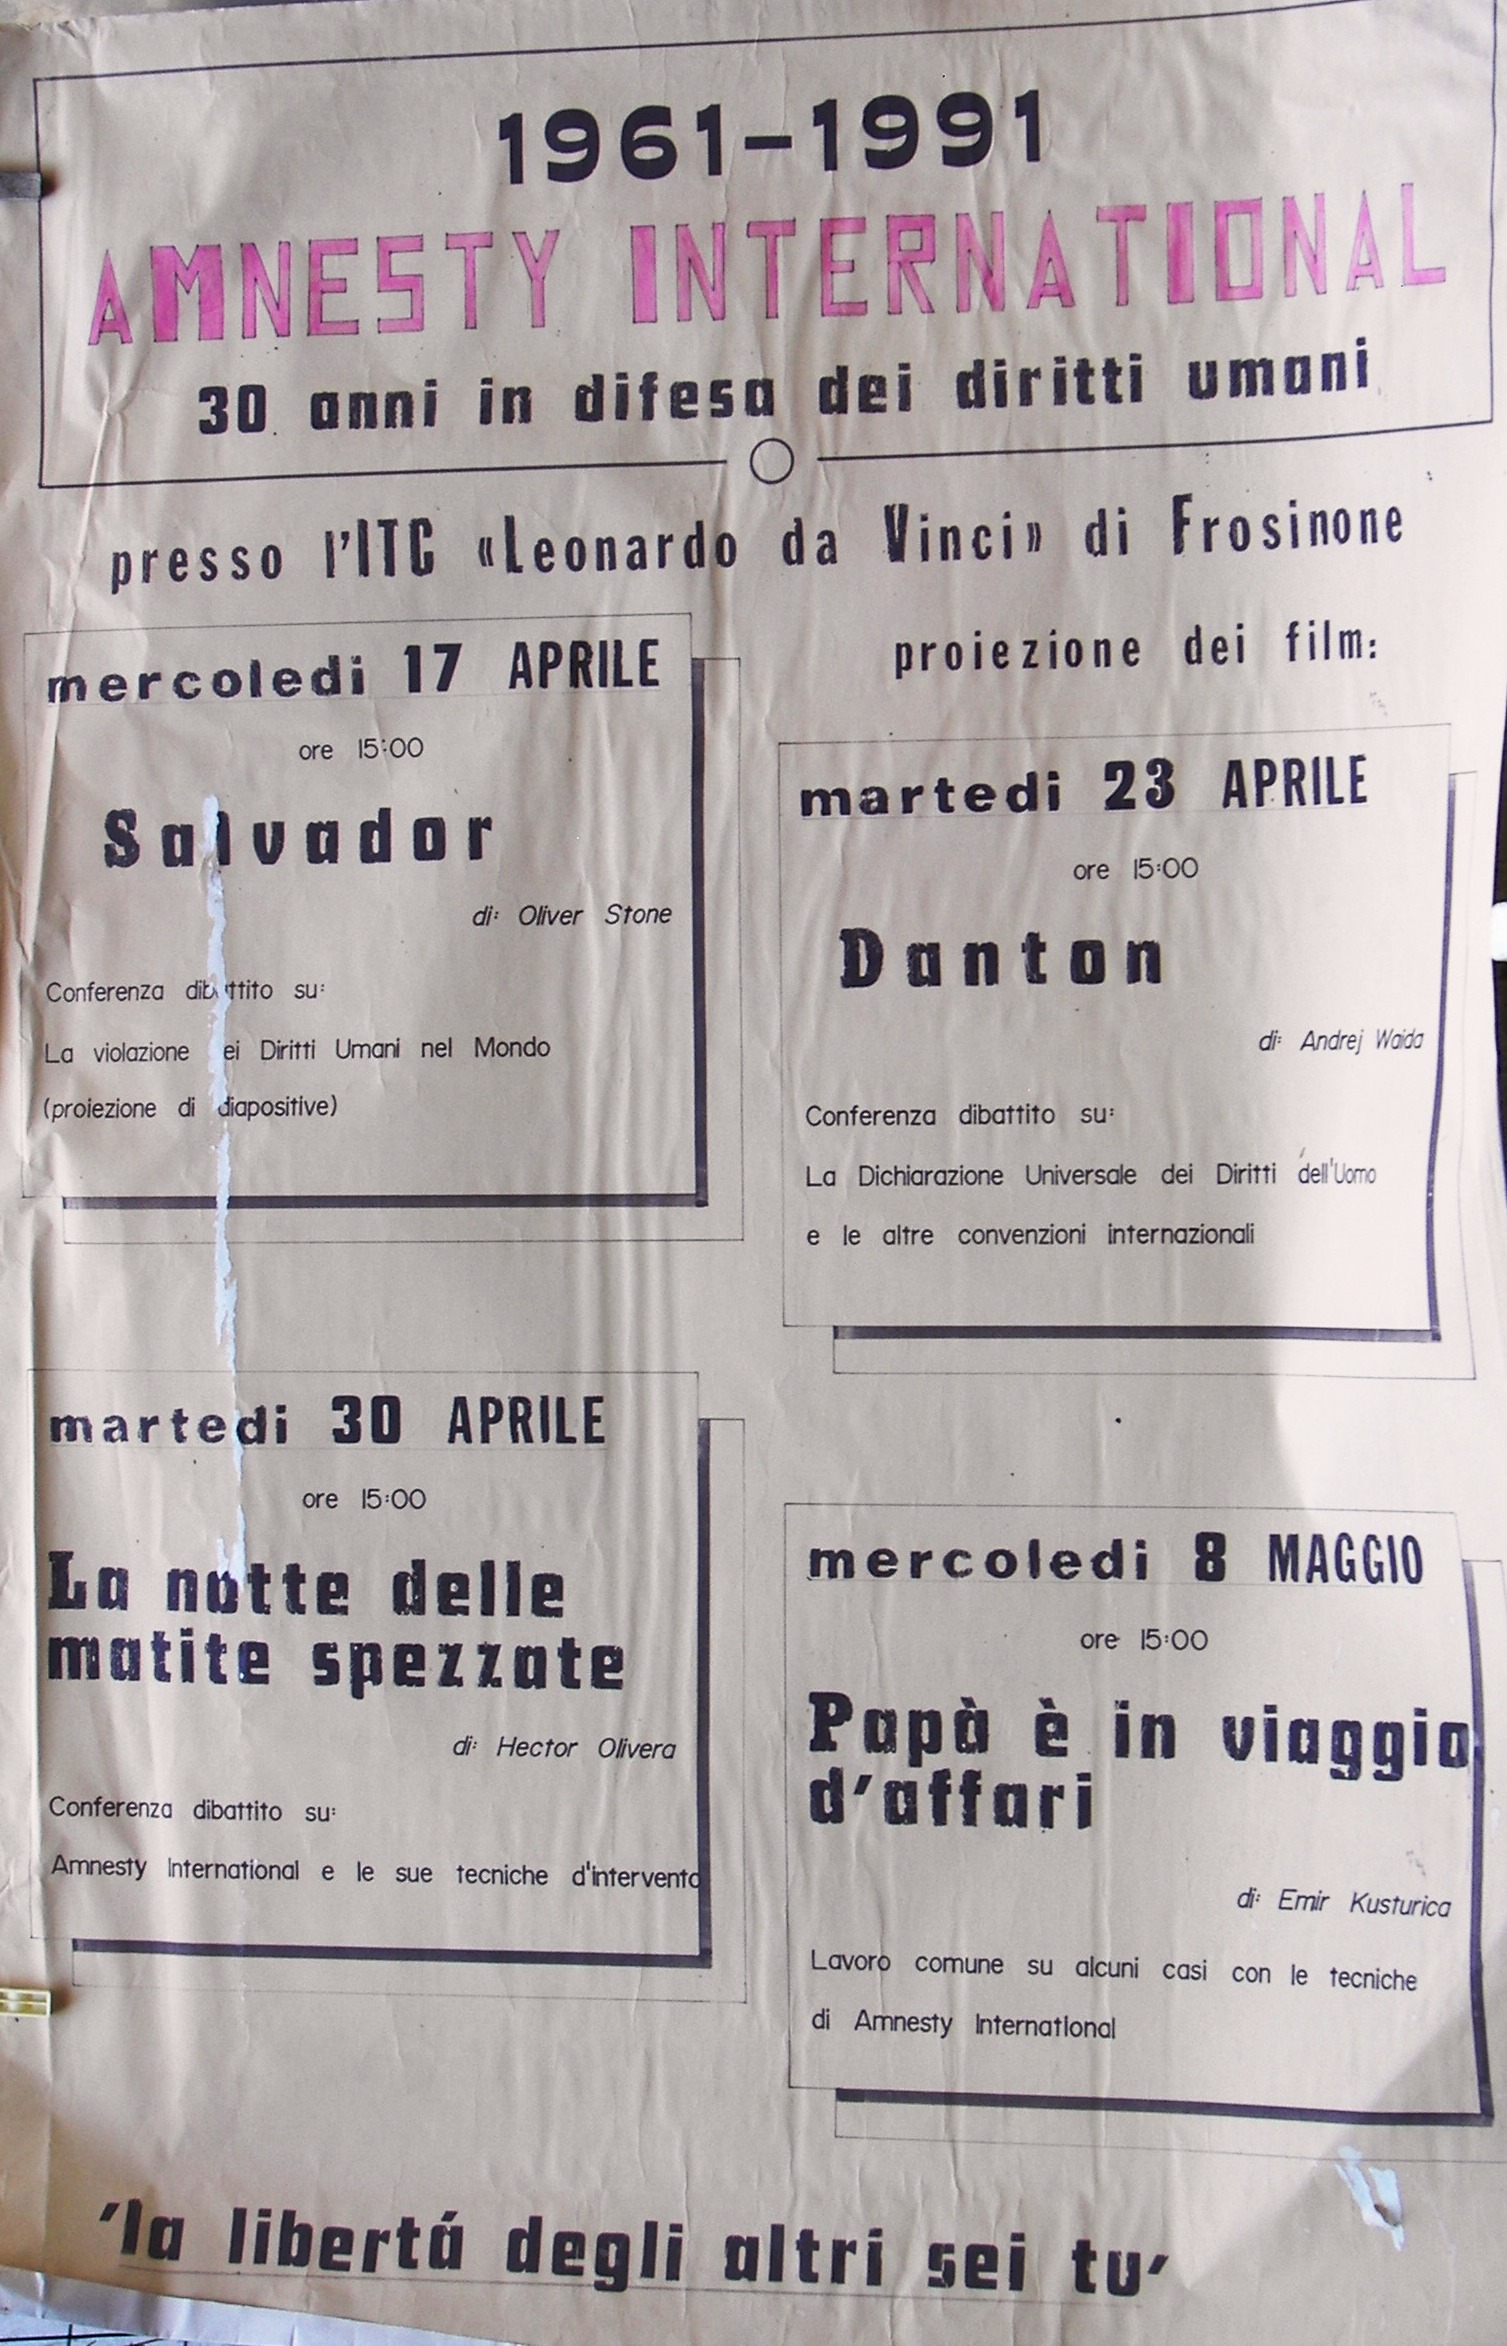 1961-1991
AMNESTY INTERNATIONAL
30 anni in difesa dei diritti umani
presso l'ITC «Leonardo da Vinci» di Frosinone
proiezione dei film:
mercoledi 17 APRILE
ore 15:00
Salvador
di: Oliver Stone
Conferenza dibattito su:
La violazione dei Diritti Umani nel Mondo
(proiezione di diapositive)
martedi 23 APRILE
ore 15:00
Danton
di: Andrej Waida
Conferenza dibattito su:
La Dichiarazione Universale dei Diritti dell'Uomo
e le altre convenzioni internazionali
martedi 30 APRILE
ore 15:00
La notte delle
matite spezzate
di: Hector Olivera
Conferenza dibattito su:
Amnesty International e le sue tecniche d'intervento
mercoledi 8 MAGGIO
ore 15:00
Papà è in viaggio
d'affari
di: Emir Kusturica
Lavoro comune su alcuni casi con le tecniche
di Amnesty International
'la libertá degli altri sei tu'